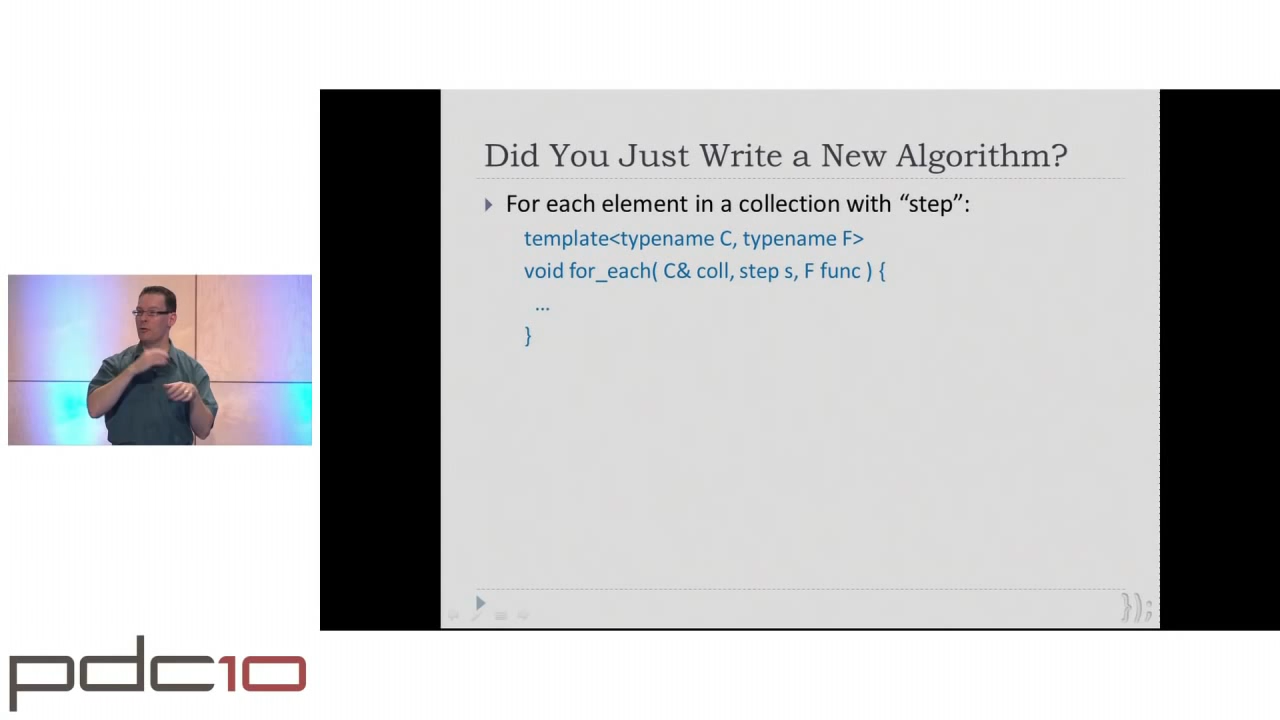 Did You Just Write a New Algorithm?
For each element in a collection with “step”:
template<typename C, typename F>
void for_each( C& coll, step s, F func ) {
...
}
});
pdc10